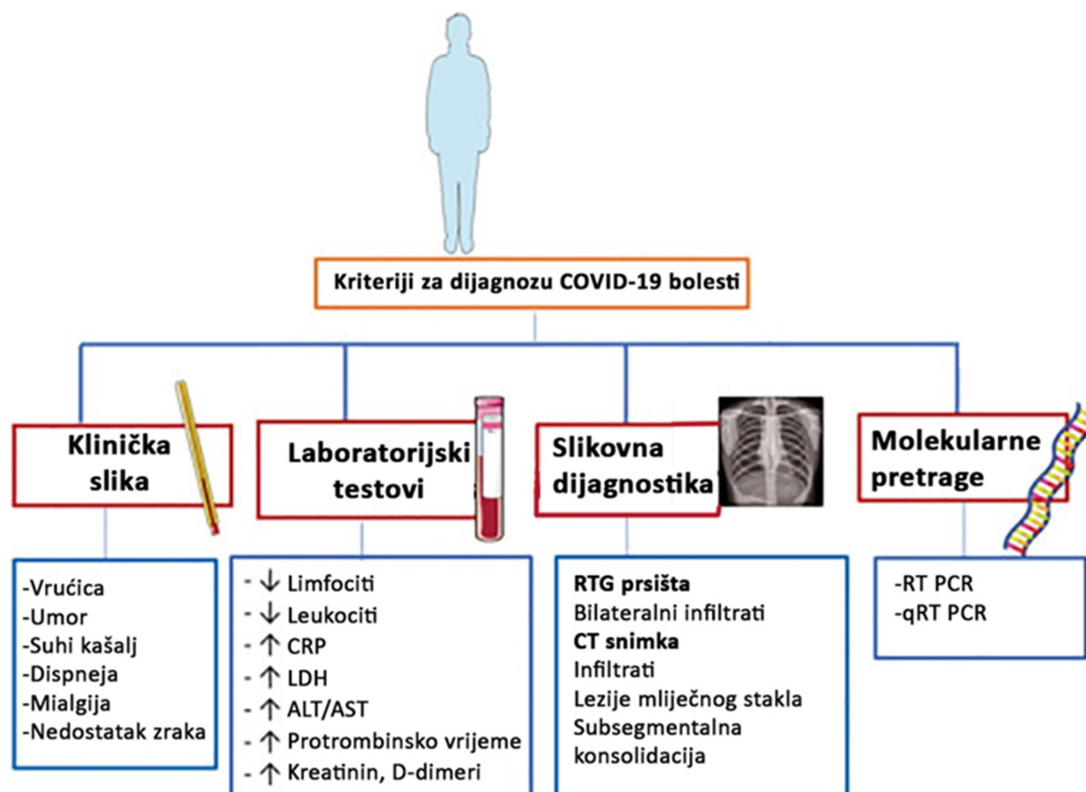 Kriteriji za dijagnozu COVID-19 bolesti
Klinička
slika
-Vrućica
-Umor
-Suhi kašalj
-Dispneja
-Mialgija
-Nedostatak zraka
Laboratorijski
testovi
- ↓ Limfociti
- ↓ Leukociti
- ↑ CRP
- ↑ LDH
- ↑ ALT/AST
- ↑ Protrombinsko vrijeme
- ↑ Kreatinin, D-dimeri
Slikovna
dijagnostika
RTG prsišta
Bilateralni infiltrati
CT snimka
Infiltrati
Lezije mliječnog stakla
Subsegmentalna
konsolidacija
Molekularne
pretrage
-RT PCR
-qRT PCR